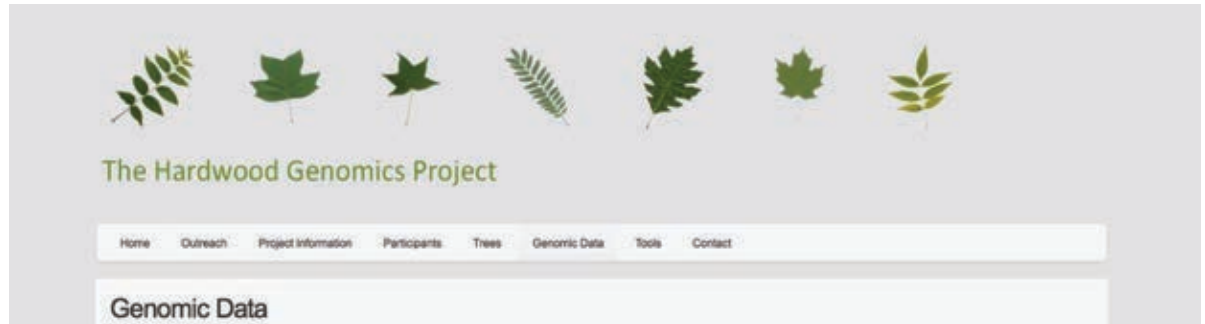 The Hardwood Genomics Project
Home Outreach Project Information Participants Trees Genomic Data Tools Contact
Genomic Data